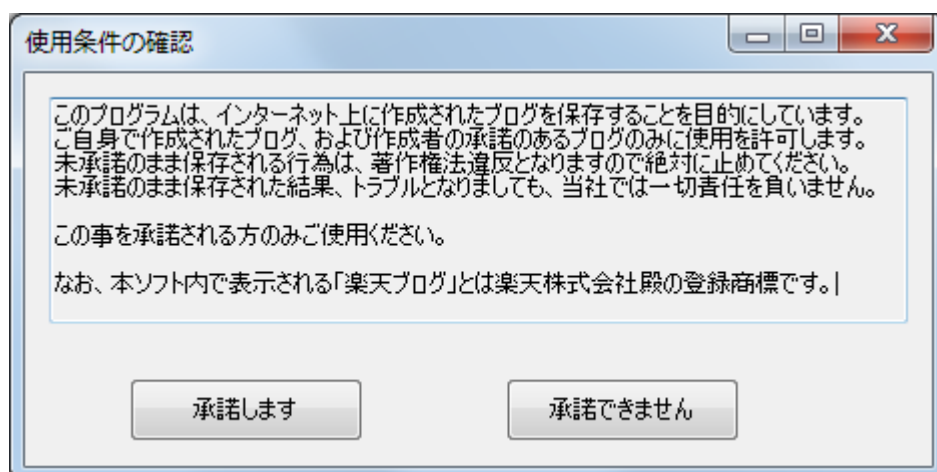 使用条件の確認
このプログラムは、インターネット上に作成されたブログを保存することを目的にしています。
ご自身で作成されたブログ、および作成者の承諾のあるブログのみに使用を許可します。
未承諾のまま保存される行為は、著作権法違反となりますので絶対に止めてください。
未承諾のまま保存された結果、トラブルとなりましても、当社では一切責任を負いません。
この事を承諾される方のみご使用ください。
なお、本ソフト内で表示される「楽天ブログ」とは楽天株式会社殿の登録商標です。
承諾します
承諾できません